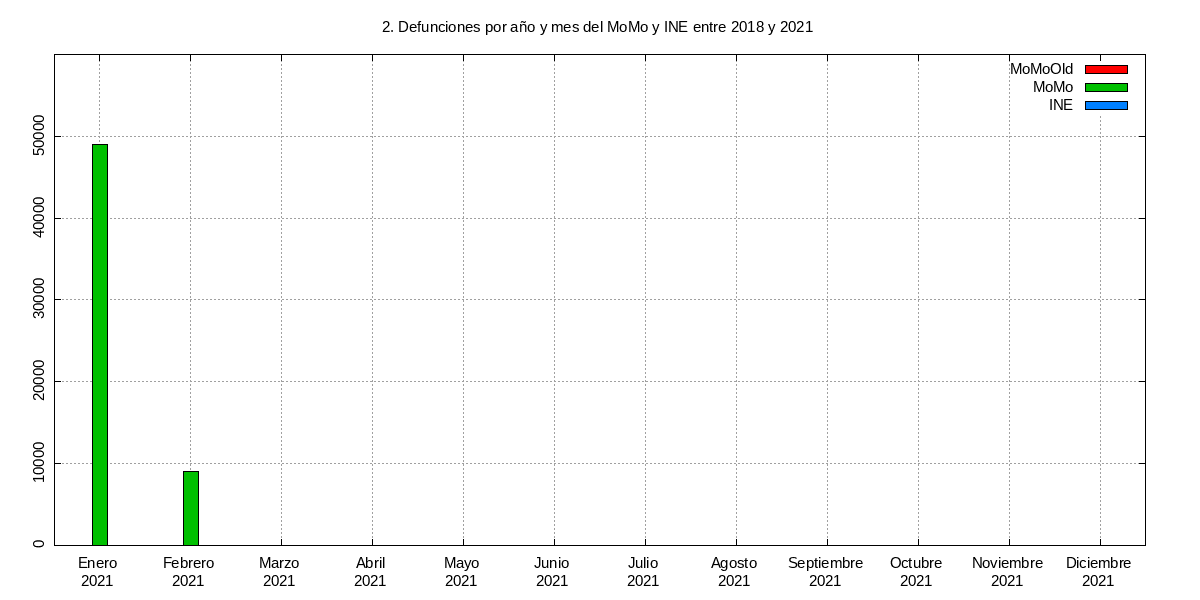 2. Defunciones por año y mes del MoMo y INE entre 2018 y 2021
MoMoOld
MoMo
INE
50000
40000
30000
20000
10000
0
Enero Febrero Marzo Abril Mayo Junio Julio Agosto Septiembre Octubre Noviembre Diciembre
2021 2021 2021 2021 2021 2021 2021 2021 2021 2021 2021 2021